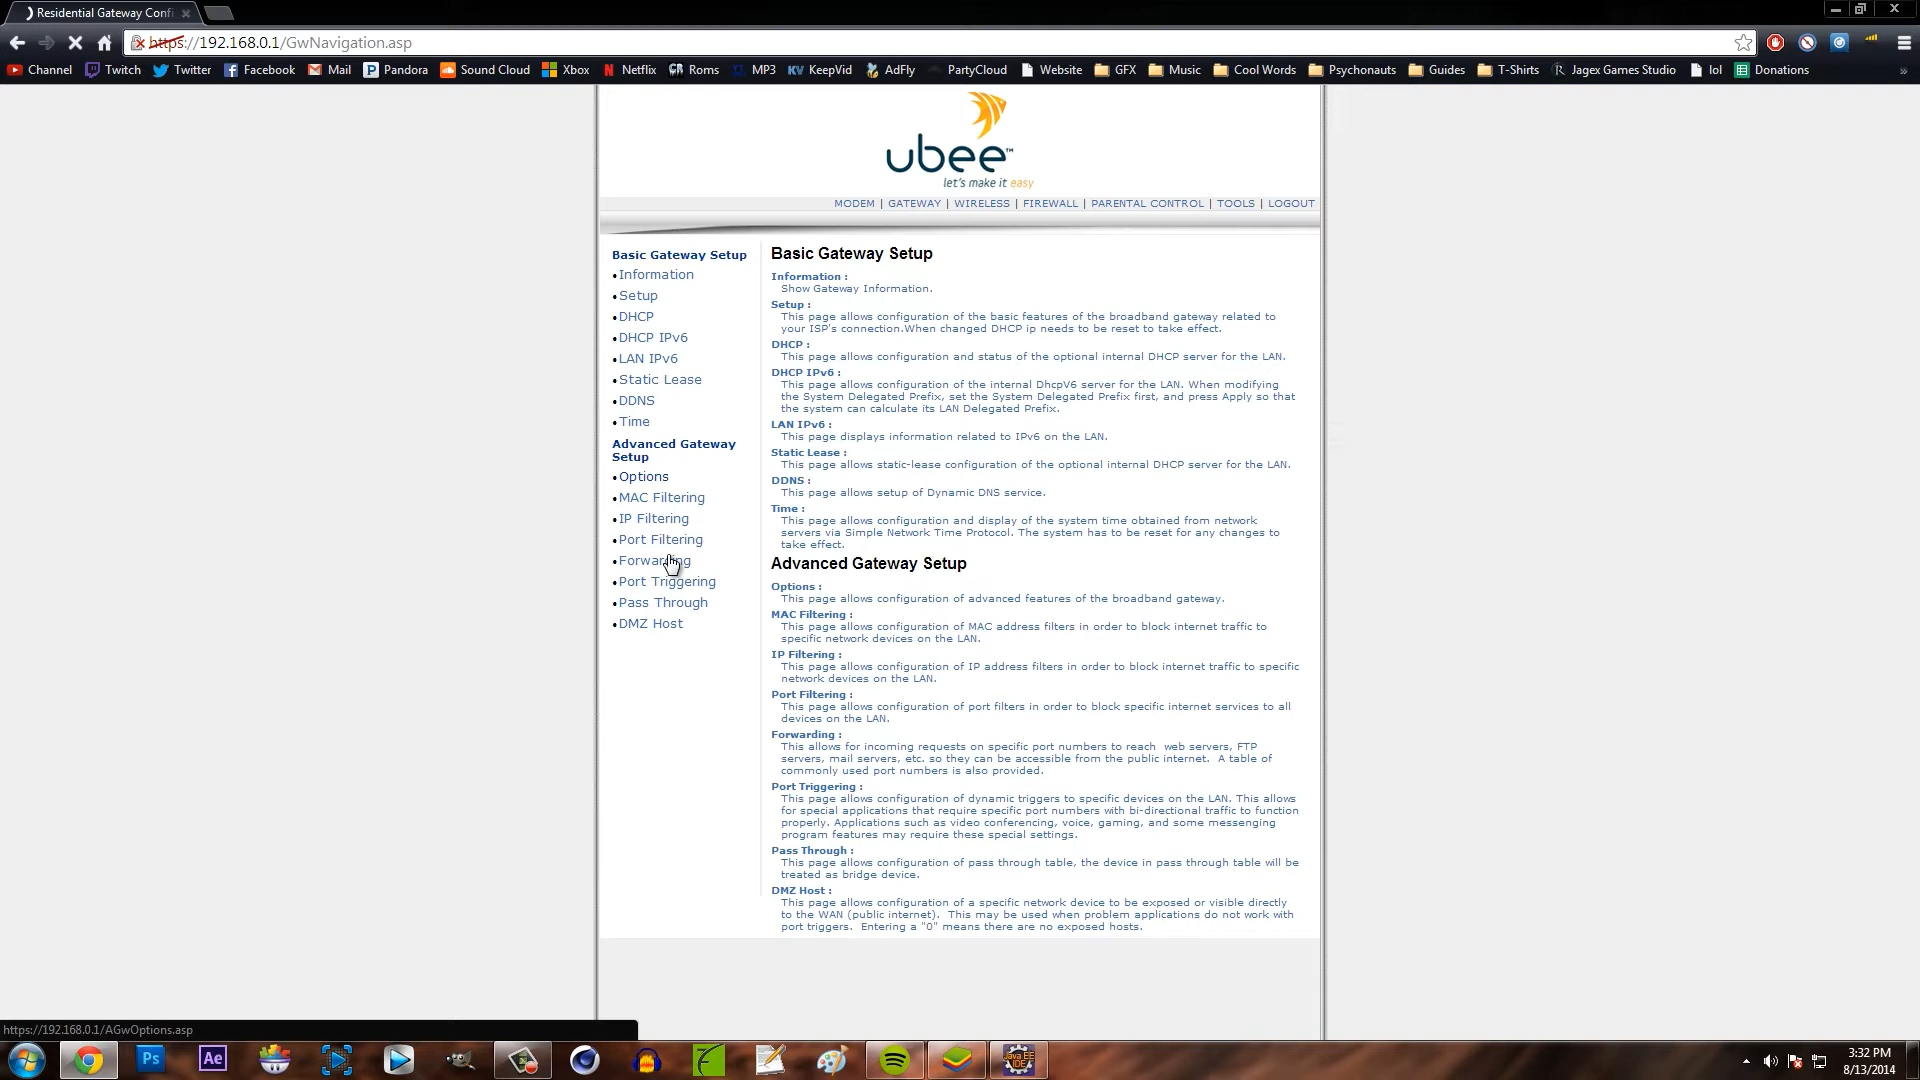 Residential Gateway Confi
https://192.168.0.1/GwNavigation.asp
Channel Twitch Twitter Facebook Mail Pandora Sound Cloud Xbox Netflix Roms MP3 KeepVid AdFly PartyCloud Website GFX Music Cool Words Psychonauts Guides T-Shirts Jagex Games Studio lol Donations »
ubee™
let's make it easy
MODEM | GATEWAY | WIRELESS | FIREWALL | PARENTAL CONTROL | TOOLS | LOGOUT
Basic Gateway Setup
Information
Setup
DHCP
DHCP IPv6
LAN IPv6
Static Lease
DDNS
Time
Advanced Gateway
Setup
Options
MAC Filtering
IP Filtering
Port Filtering
Forwarding
Port Triggering
Pass Through
DMZ Host
Basic Gateway Setup
Information :
Show Gateway Information.
Setup :
This page allows configuration of the basic features of the broadband gateway related to
your ISP's connection.When changed DHCP ip needs to be reset to take effect.
DHCP :
This page allows configuration and status of the optional internal DHCP server for the LAN.
DHCP IPv6 :
This page allows configuration of the internal DhcpV6 server for the LAN. When modifying
the System Delegated Prefix, set the System Delegated Prefix first, and press Apply so that
the system can calculate its LAN Delegated Prefix.
LAN IPv6 :
This page displays information related to IPv6 on the LAN.
Static Lease :
This page allows static-lease configuration of the optional internal DHCP server for the LAN.
DDNS :
This page allows setup of Dynamic DNS service.
Time :
This page allows configuration and display of the system time obtained from network
servers via Simple Network Time Protocol. The system has to be reset for any changes to
take effect.
Advanced Gateway Setup
Options :
This page allows configuration of advanced features of the broadband gateway.
MAC Filtering :
This page allows configuration of MAC address filters in order to block internet traffic to
specific network devices on the LAN.
IP Filtering :
This page allows configuration of IP address filters in order to block internet traffic to specific
network devices on the LAN.
Port Filtering :
This page allows configuration of port filters in order to block specific internet services to all
devices on the LAN.
Forwarding :
This allows for incoming requests on specific port numbers to reach web servers, FTP
servers, mail servers, etc. so they can be accessible from the public internet. A table of
commonly used port numbers is also provided.
Port Triggering :
This page allows configuration of dynamic triggers to specific devices on the LAN. This allows
for special applications that require specific port numbers with bi-directional traffic to function
properly. Applications such as video conferencing, voice, gaming, and some messenging
program features may require these special settings.
Pass Through :
This page allows configuration of pass through table, the device in pass through table will be
treated as bridge device.
DMZ Host :
This page allows configuration of a specific network device to be exposed or visible directly
to the WAN (public internet). This may be used when problem applications do not work with
port triggers. Entering a "0" means there are no exposed hosts.
https://192.168.0.1/AGwOptions.asp
Ps Ae Java EE IDE
3:32 PM
8/13/2014